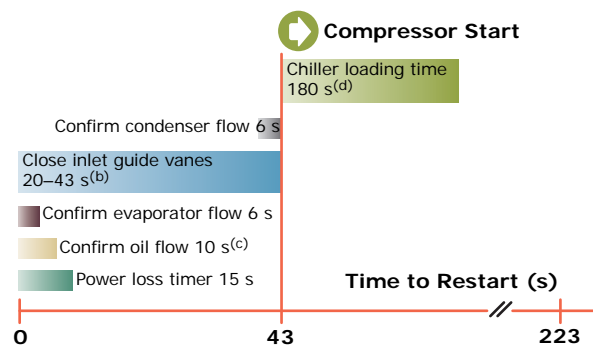 Compressor Start
Chiller loading time
180 s(d)
Confirm condenser flow 6 s
Close inlet guide vanes
20–43 s(b)
Confirm evaporator flow 6 s
Confirm oil flow 10 s(c)
Power loss timer 15 s
Time to Restart (s)
0 43 223